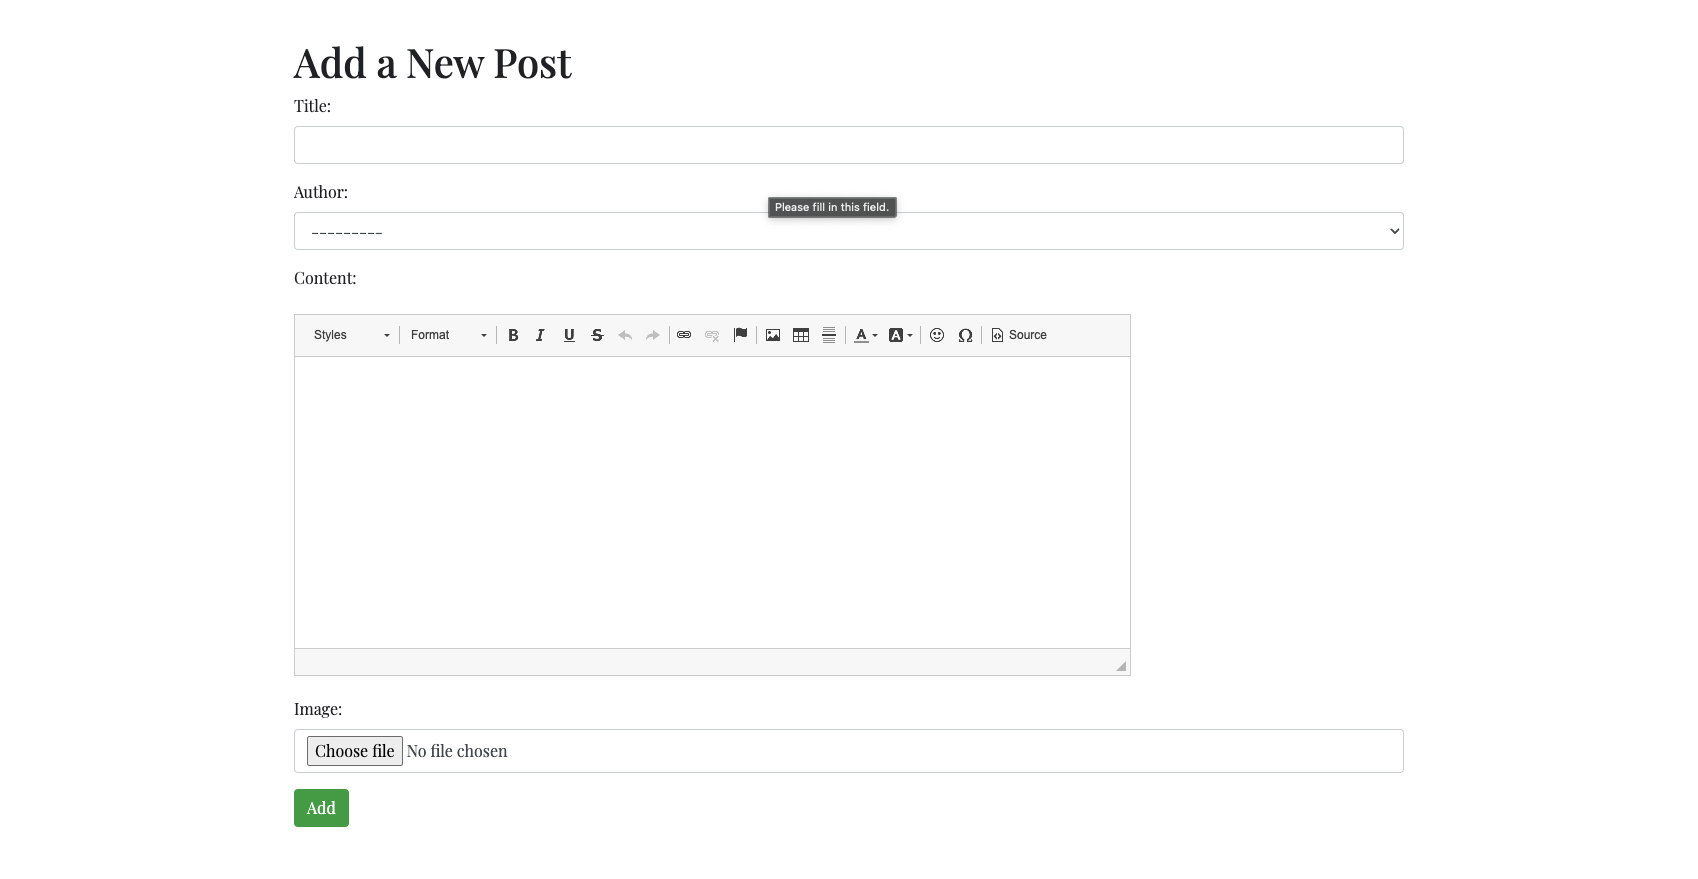 Add a New Post
Title:
Author:
Please fill in this field.
---------
Content:
Styles Format B I U S A A Ω Source
Image:
Choose file No file chosen
Add